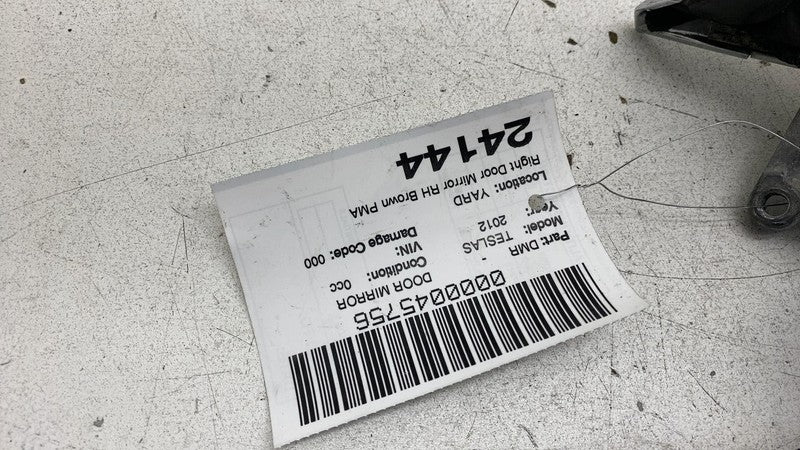 0000045756
Part: DMR DOOR MIRROR
Model: TESLAS - Condition: 0cc
Year: 2012 VIN:
Location: YARD Damage Code: 000
Right Door Mirror RH Brown PMA
24144